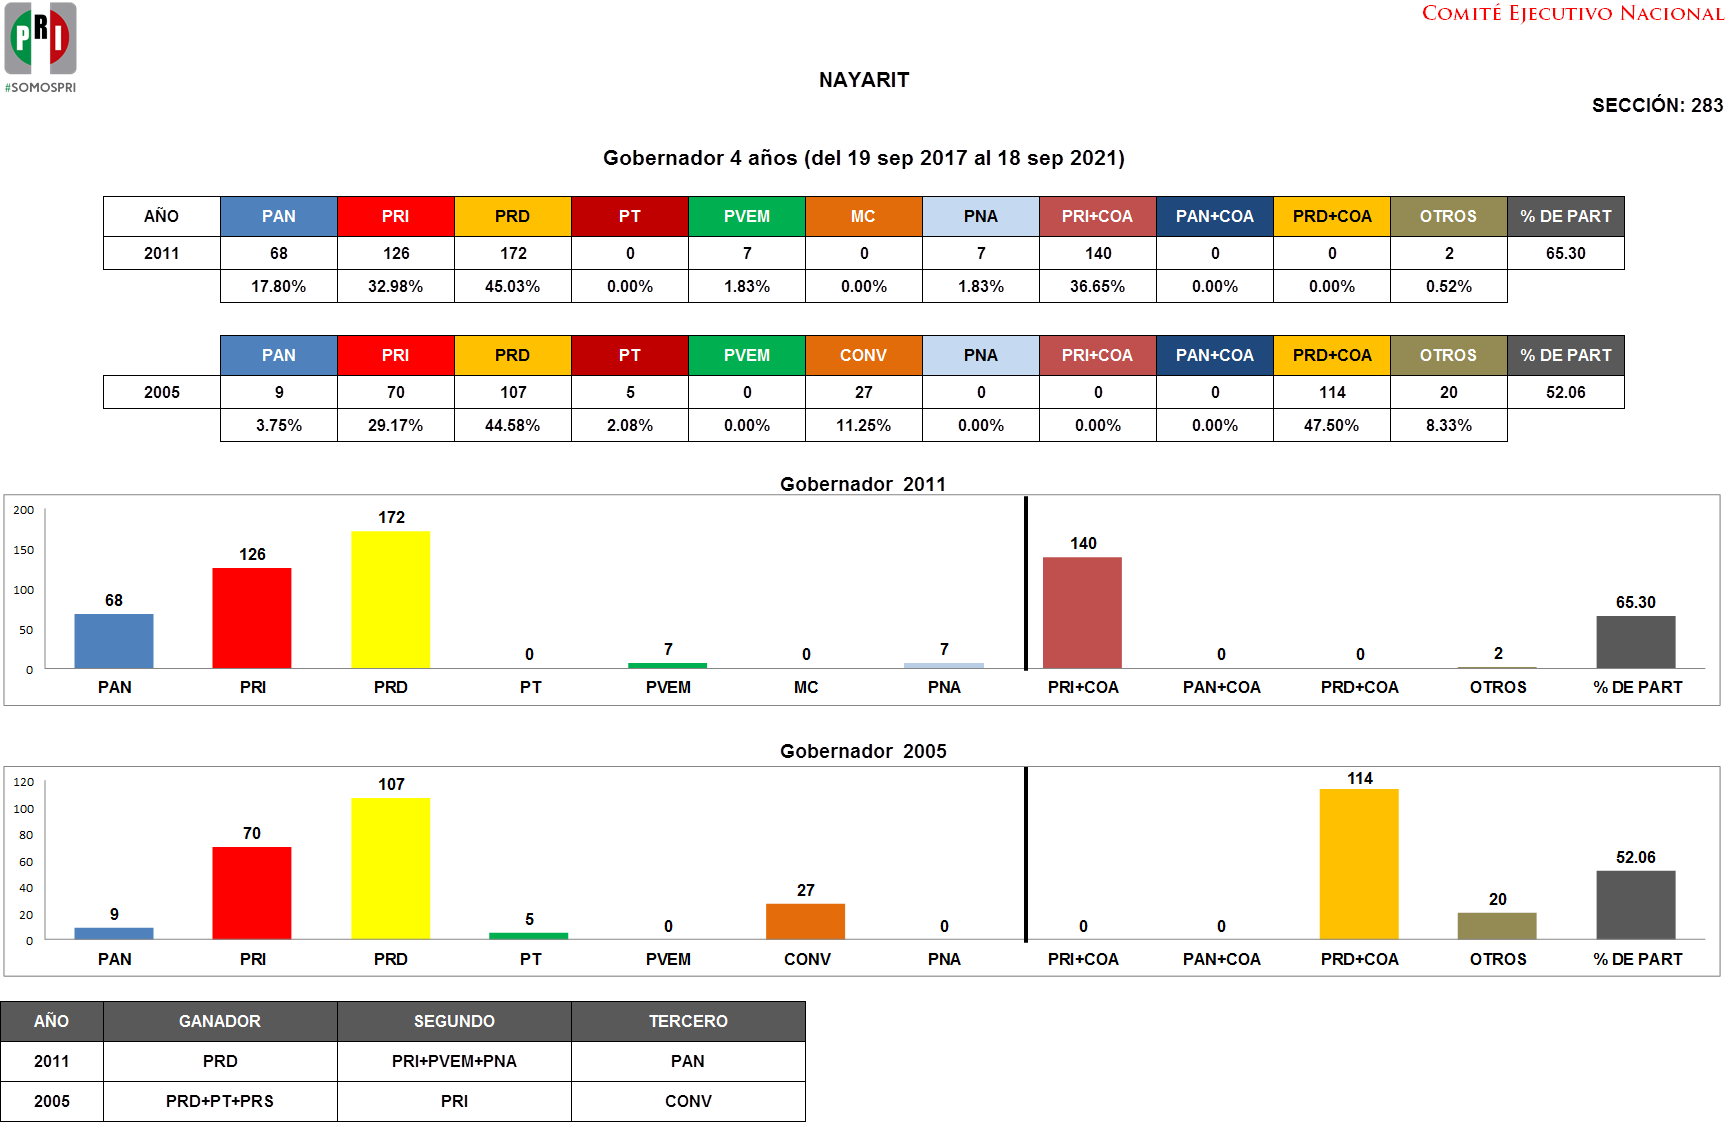 PRI
#SOMOSPRI
COMITÉ EJECUTIVO NACIONAL
NAYARIT
SECCIÓN: 283
Gobernador 4 años (del 19 sep 2017 al 18 sep 2021)
AÑO PAN PRI PRD PT PVEM MC PNA PRI+COA PAN+COA PRD+COA OTROS % DE PART
2011 68 126 172 0 7 0 7 140 0 0 2 65.30
17.80% 32.98% 45.03% 0.00% 1.83% 0.00% 1.83% 36.65% 0.00% 0.00% 0.52%
PAN PRI PRD PT PVEM CONV PNA PRI+COA PAN+COA PRD+COA OTROS % DE PART
2005 9 70 107 5 0 27 0 0 0 114 20 52.06
3.75% 29.17% 44.58% 2.08% 0.00% 11.25% 0.00% 0.00% 0.00% 47.50% 8.33%
Gobernador 2011
200
150
100
50
0
68 126 172 0 7 0 7 140 0 0 2 65.30
PAN PRI PRD PT PVEM MC PNA PRI+COA PAN+COA PRD+COA OTROS % DE PART
Gobernador 2005
120
100
80
60
40
20
0
9 70 107 5 0 27 0 0 0 114 20 52.06
PAN PRI PRD PT PVEM CONV PNA PRI+COA PAN+COA PRD+COA OTROS % DE PART
AÑO GANADOR SEGUNDO TERCERO
2011 PRD PRI+PVEM+PNA PAN
2005 PRD+PT+PRS PRI CONV